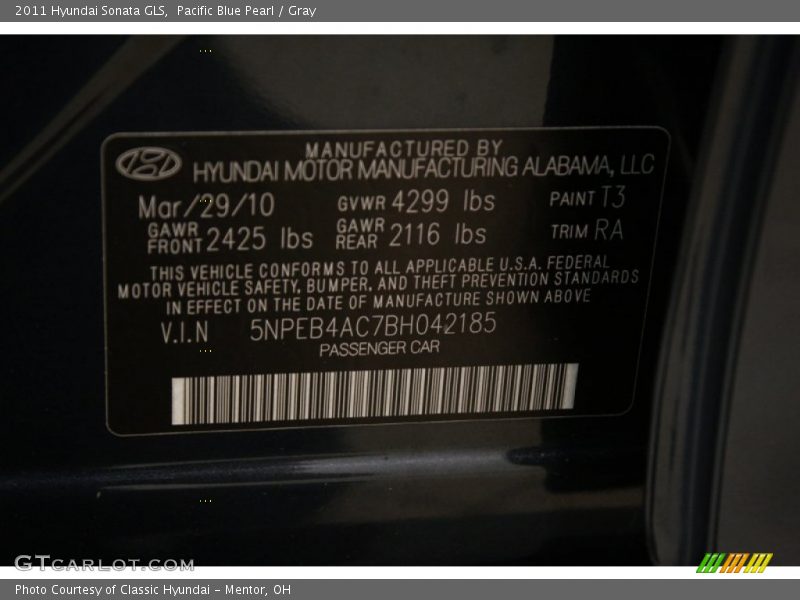 2011 Hyundai Sonata GLS, Pacific Blue Pearl / Gray
MANUFACTURED BY
HYUNDAI MOTOR MANUFACTURING ALABAMA, LLC
Mar/29/10 GVWR 4299 lbs PAINT T3
GAWR FRONT 2425 lbs GAWR REAR 2116 lbs TRIM RA
THIS VEHICLE CONFORMS TO ALL APPLICABLE U.S.A. FEDERAL
MOTOR VEHICLE SAFETY, BUMPER, AND THEFT PREVENTION STANDARDS
IN EFFECT ON THE DATE OF MANUFACTURE SHOWN ABOVE
V.I.N 5NPEB4AC7BH042185
PASSENGER CAR
GTCARLOT.COM
Photo Courtesy of Classic Hyundai - Mentor, OH